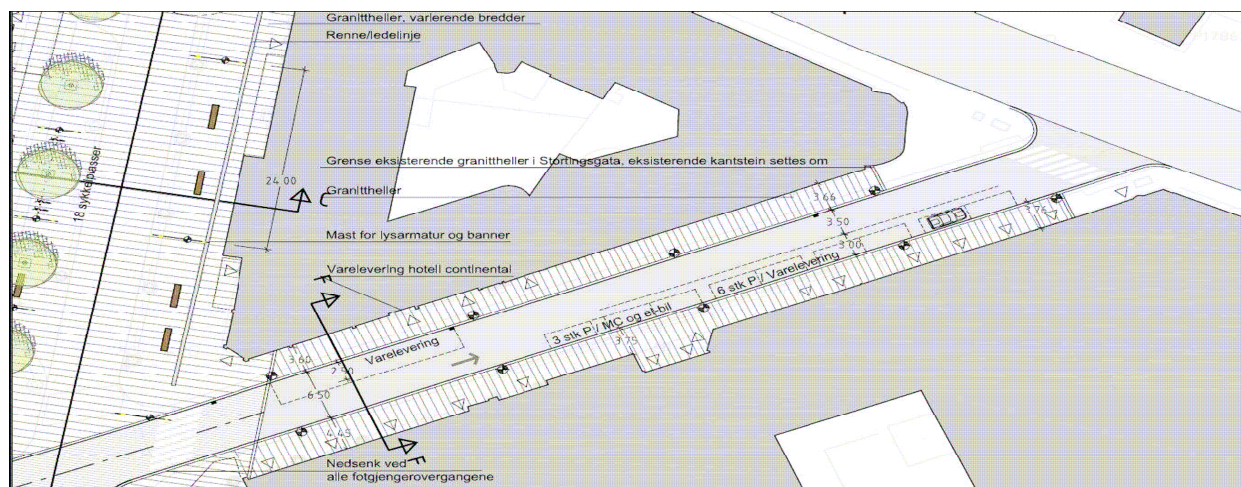 Granittheller, varierende bredder
Renne/ledelinje
P1786
Grense eksisterende granittheller i Stortingsgata, eksisterende kantstein settes om
24.00
18 sykkelpasser
Granittheller
C
3.66
3.50
3.76
3.00
Mast for lysarmatur og banner
Varelevering hotell continental
F
6 stk P / Varelevering
3 stk P / MC og el-bil
3.75
Varelevering
3.60
2.50
6.50
4.45
F
Nedsenk ved
alle fotgjengerovergangene